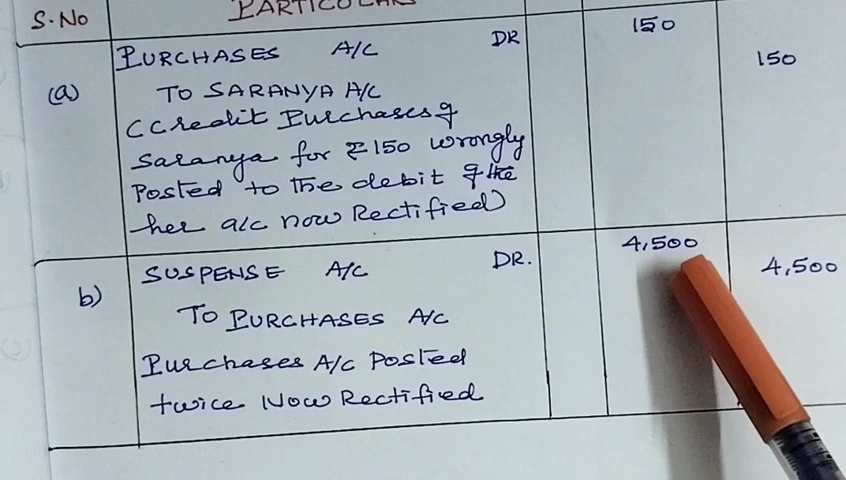 S.No
PARTICULARS
(a)
PURCHASES A/C DR
150
TO SARANYA A/C
150
(Credit Purchases of
Saranya for ₹150 wrongly
Posted to the debit of the
her a/c now Rectified)
b)
SUSPENSE A/C DR.
4,500
TO PURCHASES A/C
4,500
Purchases A/C Posted
twice Now Rectified